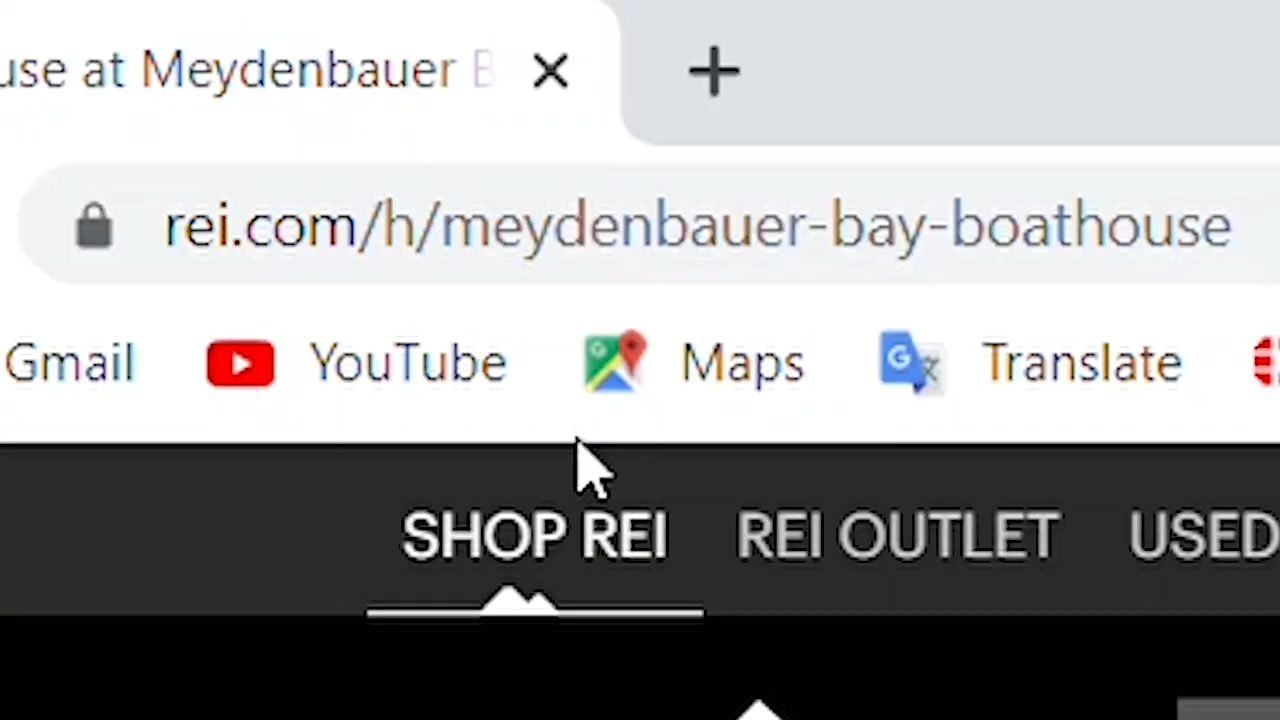 use at Meydenbauer B
rei.com/h/meydenbauer-bay-boathouse
Gmail YouTube Maps Translate
SHOP REI REI OUTLET USED